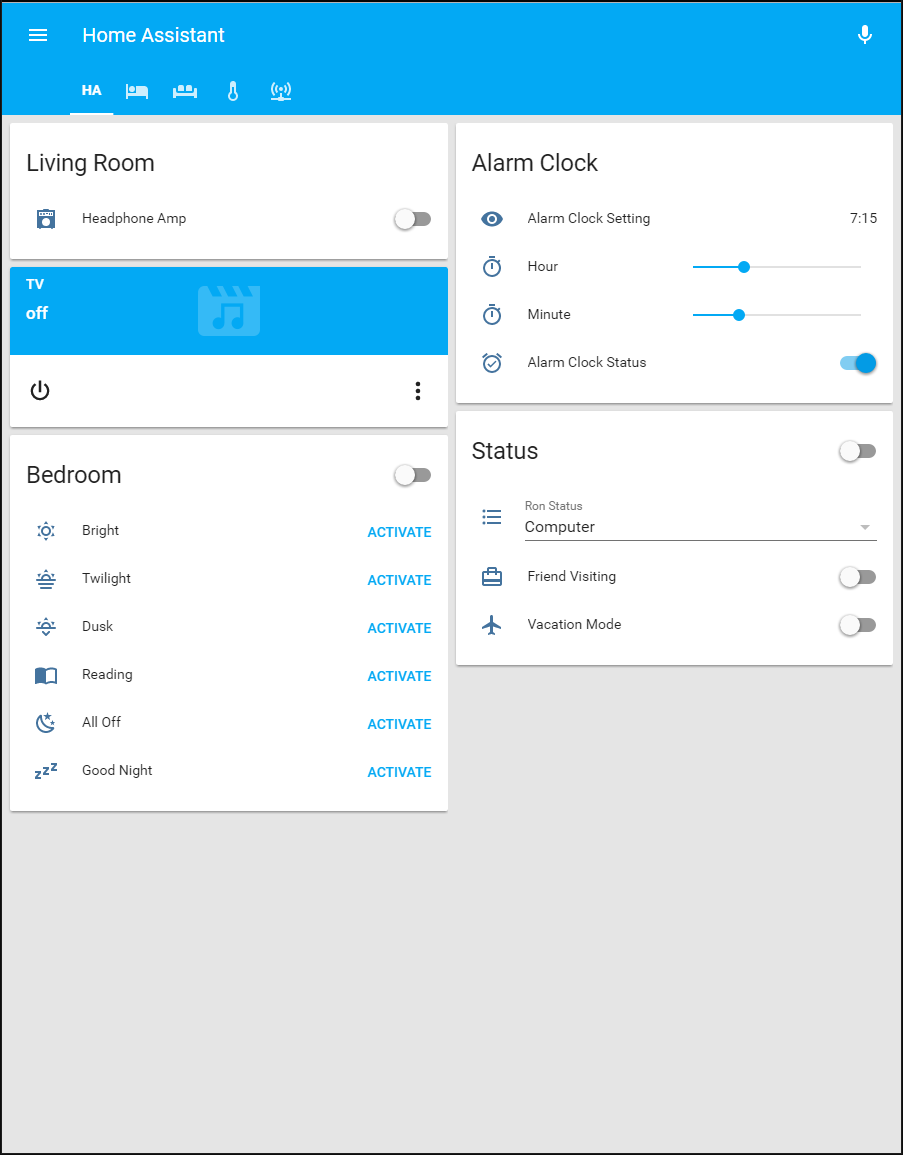 Home Assistant
HA
Living Room
Headphone Amp
TV
off
Bedroom
Bright ACTIVATE
Twilight ACTIVATE
Dusk ACTIVATE
Reading ACTIVATE
All Off ACTIVATE
Good Night ACTIVATE
Alarm Clock
Alarm Clock Setting 7:15
Hour
Minute
Alarm Clock Status
Status
Ron Status
Computer
Friend Visiting
Vacation Mode